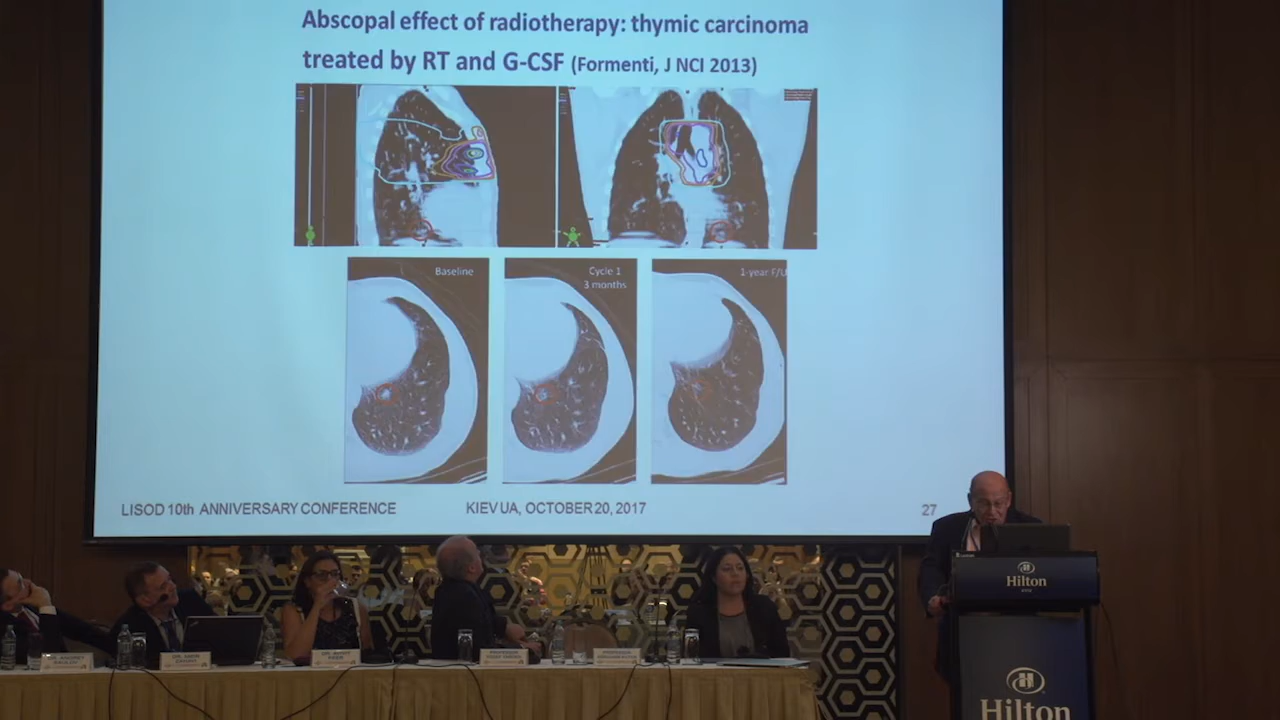 Abscopal effect of radiotherapy: thymic carcinoma
treated by RT and G-CSF (Formenti, J NCI 2013)
Baseline
Cycle 1
3 months
1-year F/U
LISOD 10th ANNIVERSARY CONFERENCE
KIEV UA, OCTOBER 20, 2017
27
Hilton
Hilton